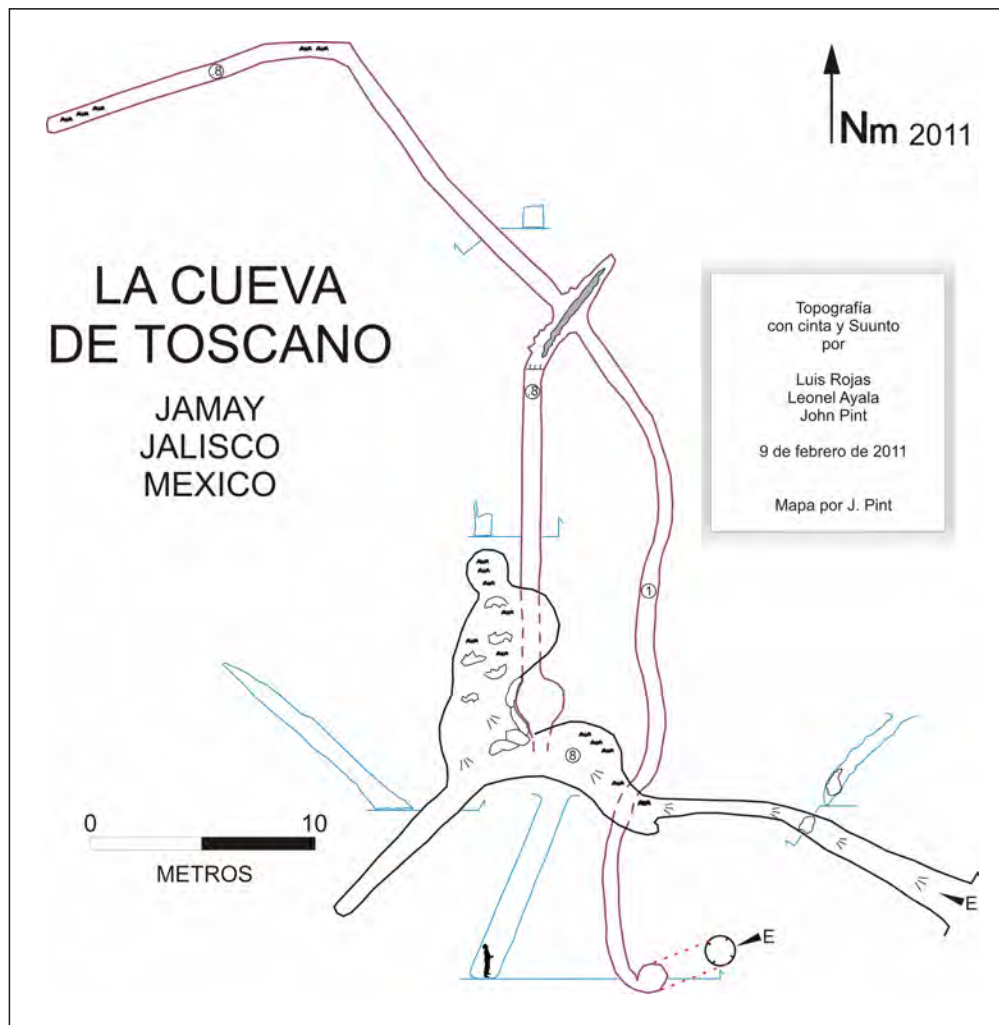 Nm 2011
LA CUEVA
DE TOSCANO
JAMAY
JALISCO
MEXICO
Topografía
con cinta y Suunto
por
Luis Rojas
Leonel Ayala
John Pint
9 de febrero de 2011
Mapa por J. Pint
.8
.8
1
8
0 10
METROS
E
E